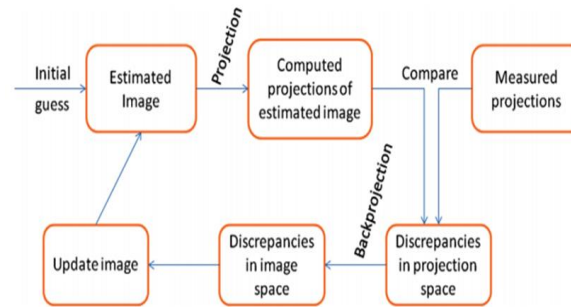 Initial
guess
Estimated
Image
Projection
Computed
projections of
estimated image
Compare
Measured
projections
Backprojection
Update image
Discrepancies
in image
space
Discrepancies
in projection
space